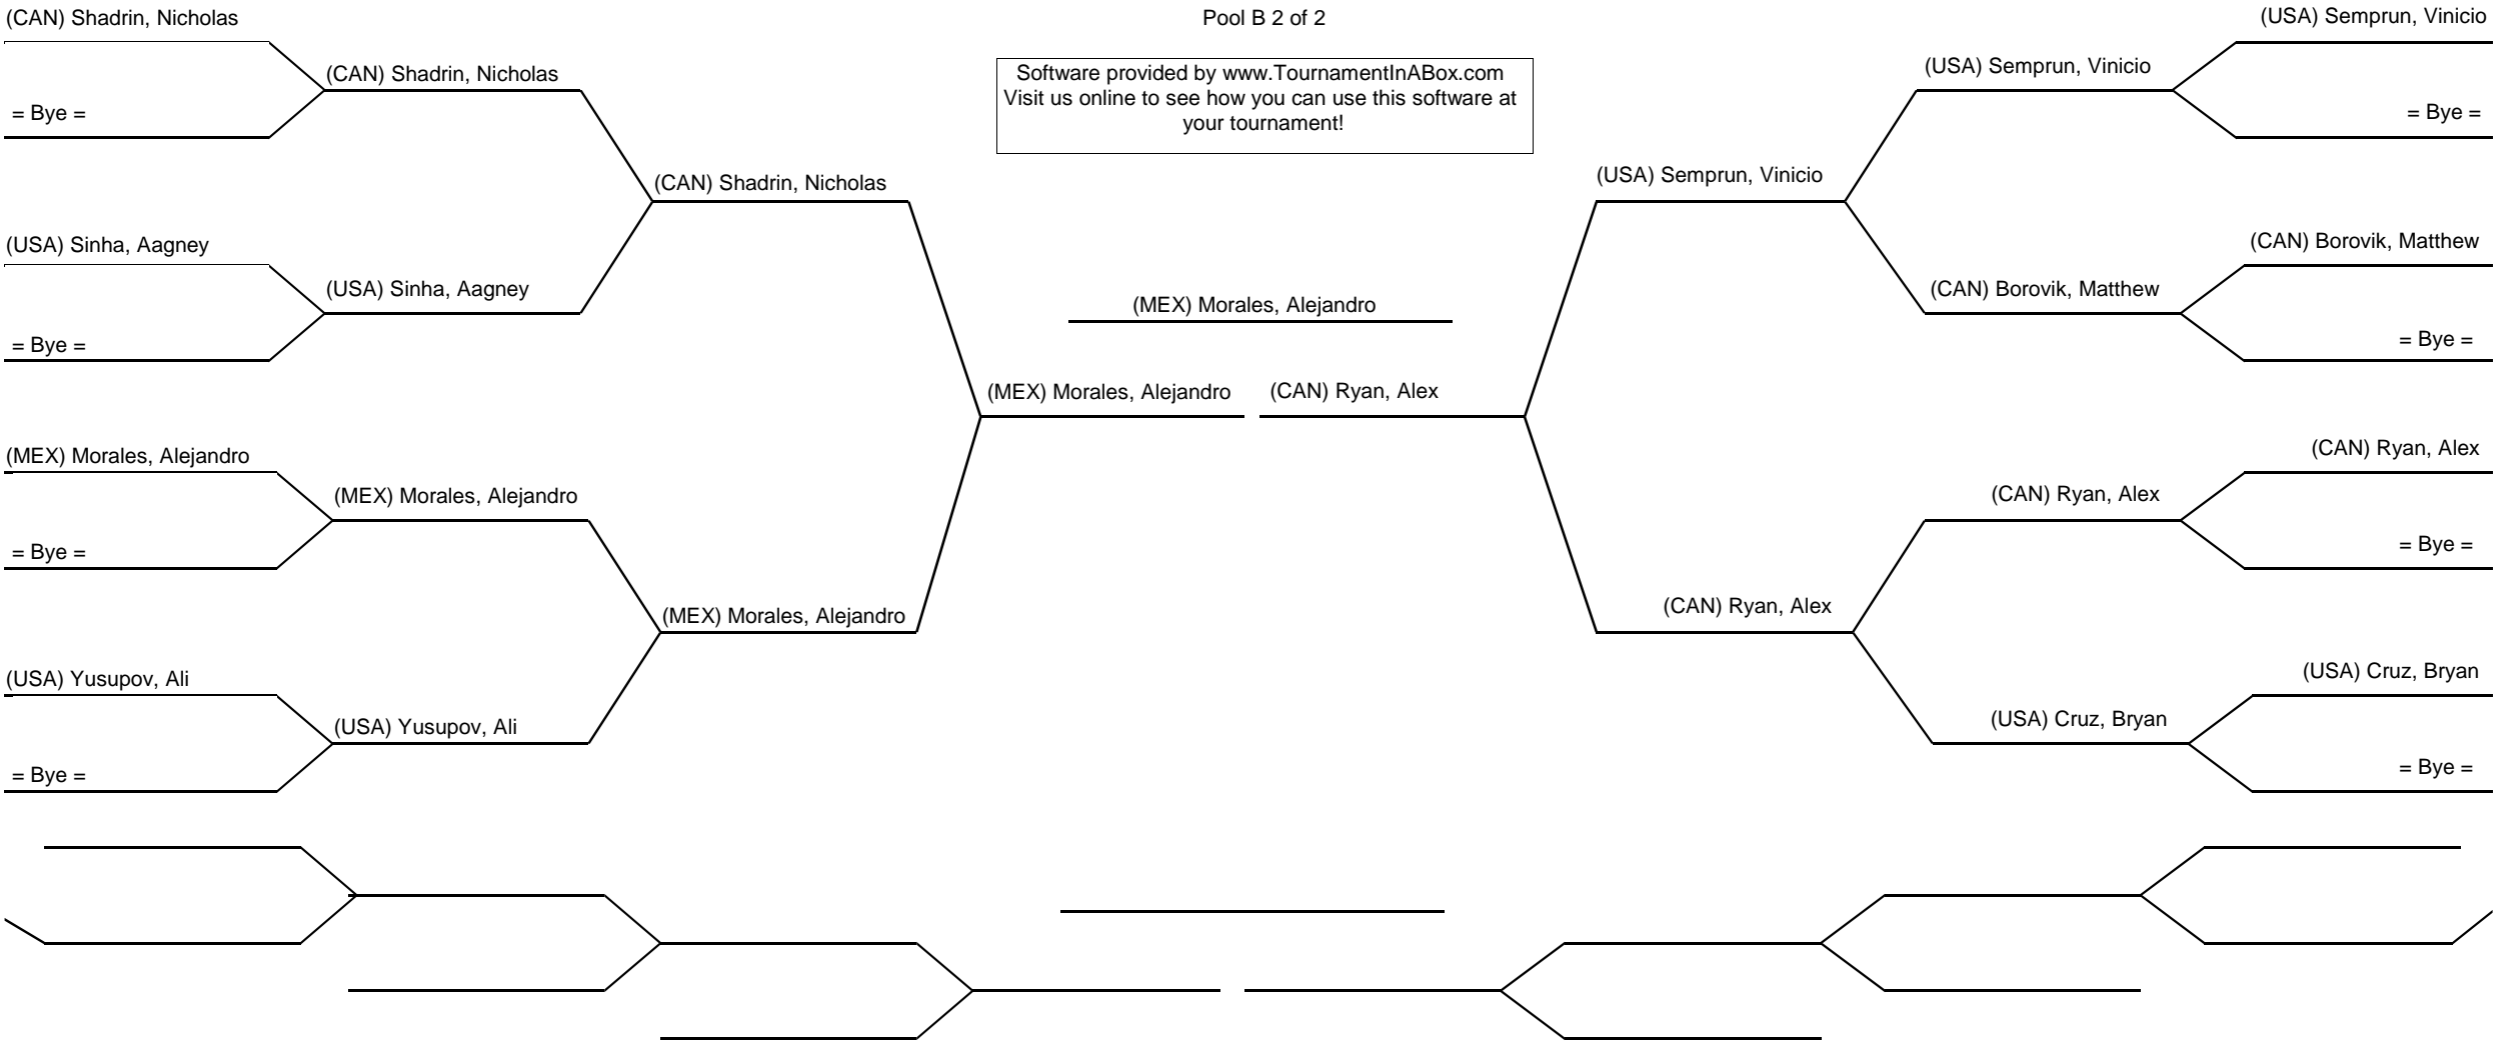 (CAN) Shadrin, Nicholas
Pool B 2 of 2
(USA) Semprun, Vinicio
(CAN) Shadrin, Nicholas
Software provided by www.TournamentInABox.com
Visit us online to see how you can use this software at
your tournament!
(USA) Semprun, Vinicio
= Bye =
= Bye =
(CAN) Shadrin, Nicholas
(USA) Semprun, Vinicio
(USA) Sinha, Aagney
(CAN) Borovik, Matthew
(USA) Sinha, Aagney
(MEX) Morales, Alejandro
(CAN) Borovik, Matthew
= Bye =
= Bye =
(MEX) Morales, Alejandro
(CAN) Ryan, Alex
(MEX) Morales, Alejandro
(CAN) Ryan, Alex
(MEX) Morales, Alejandro
(CAN) Ryan, Alex
= Bye =
= Bye =
(MEX) Morales, Alejandro
(CAN) Ryan, Alex
(USA) Yusupov, Ali
(USA) Cruz, Bryan
(USA) Yusupov, Ali
(USA) Cruz, Bryan
= Bye =
= Bye =